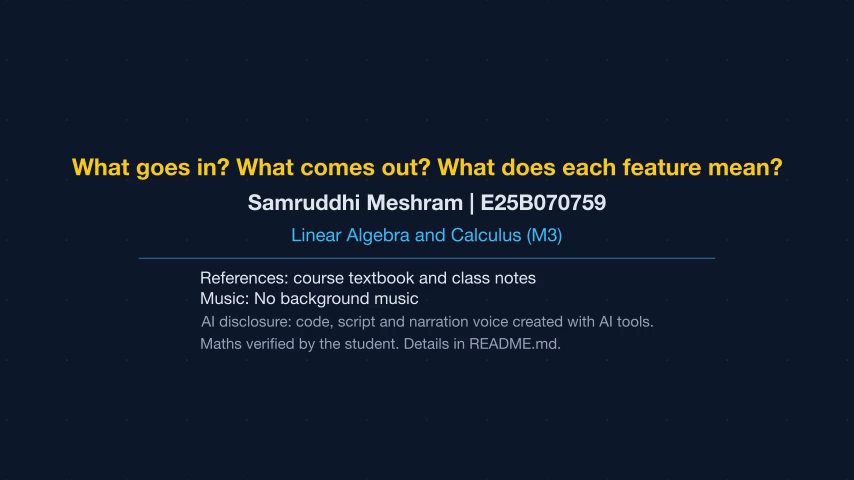 What goes in? What comes out? What does each feature mean?
Samruddhi Meshram | E25B070759
Linear Algebra and Calculus (M3)
References: course textbook and class notes
Music: No background music
AI disclosure: code, script and narration voice created with AI tools.
Maths verified by the student. Details in README.md.